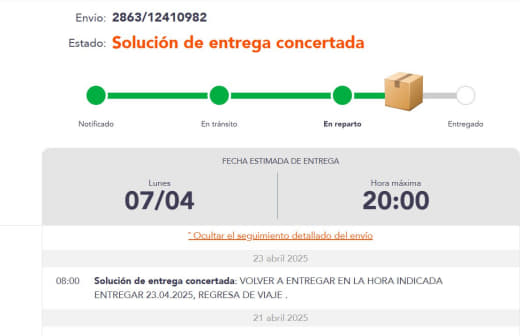 Envio: 2863/12410982
Estado: Solución de entrega concertada
Notificado En tránsito En reparto Entregado
FECHA ESTIMADA DE ENTREGA
Lunes Hora máxima
07/04 20:00
ˆ Ocultar el seguimiento detallado del envío
23 abril 2025
08:00 Solución de entrega concertada: VOLVER A ENTREGAR EN LA HORA INDICADA
ENTREGAR 23.04.2025, REGRESA DE VIAJE .
21 abril 2025